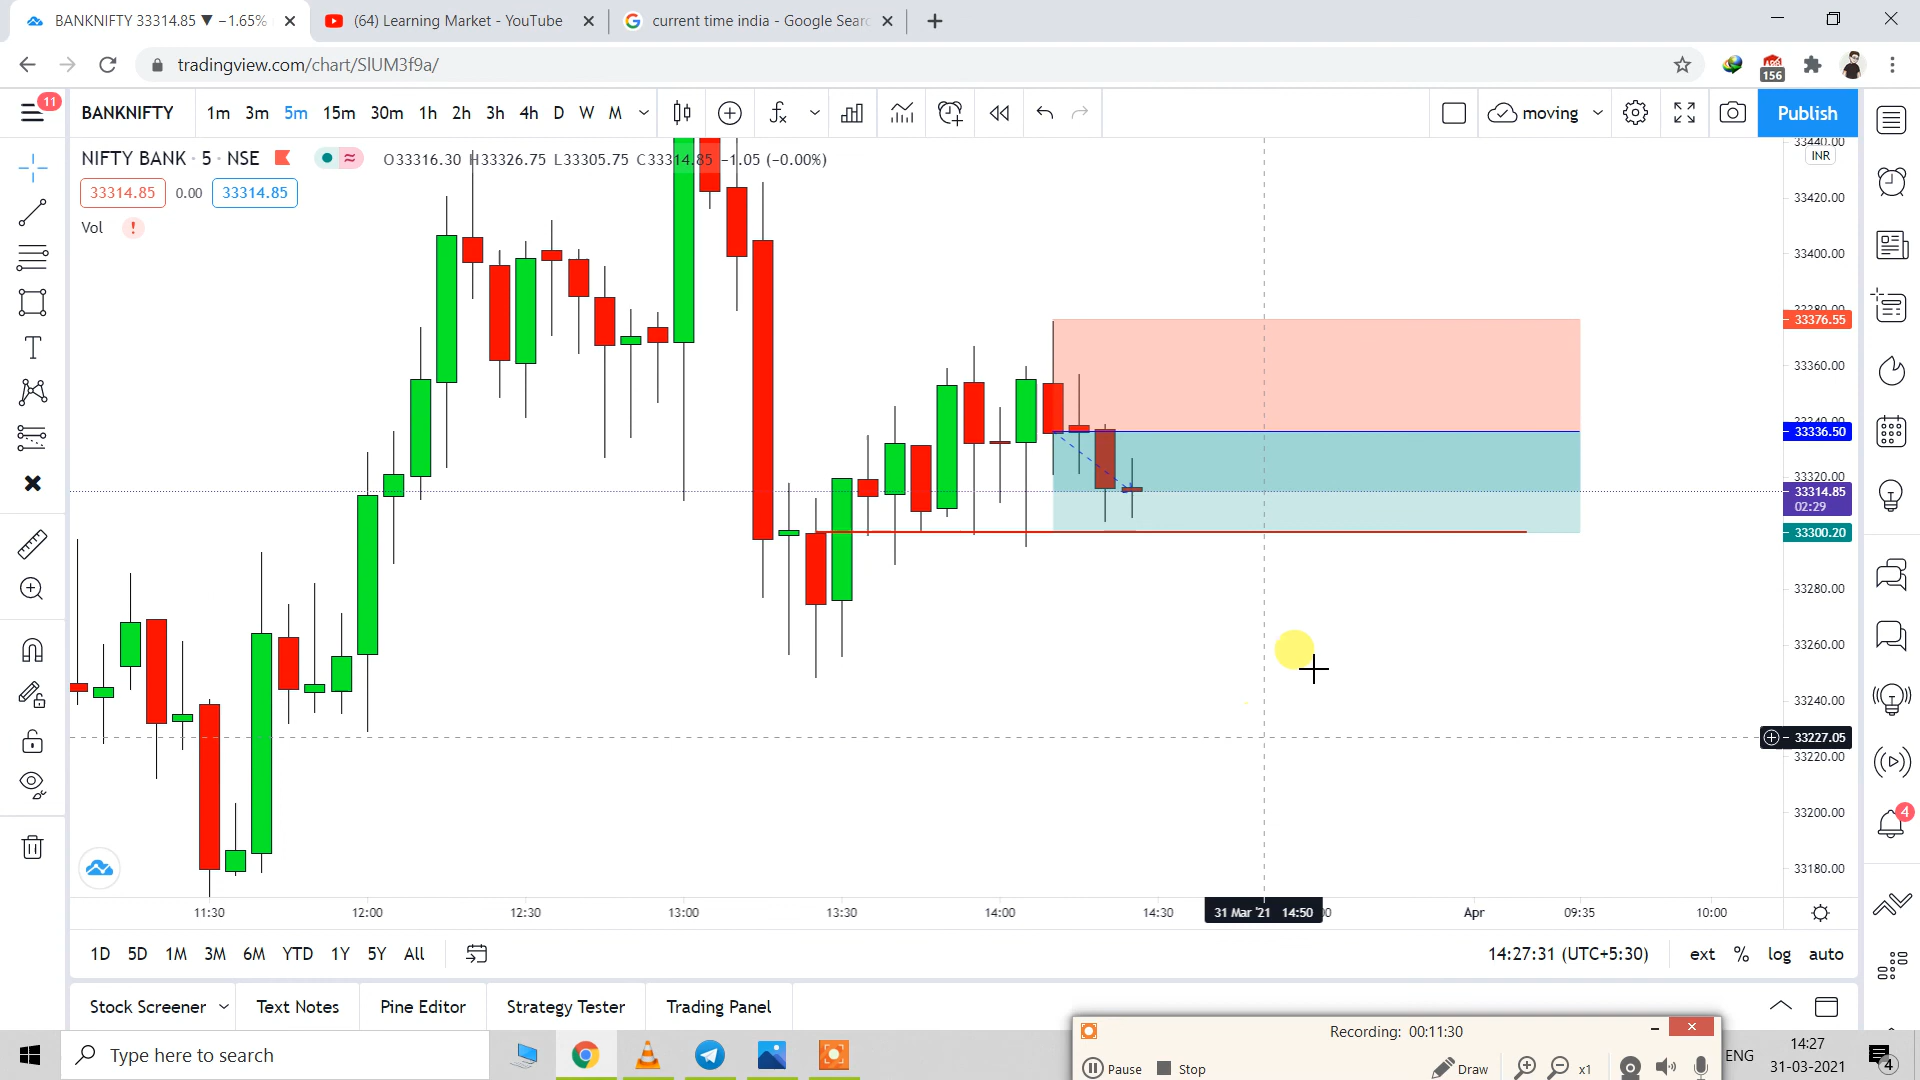 BANKNIFTY 33314.85 ▼ −1.65%
(64) Learning Market - YouTube
current time india - Google Searc
tradingview.com/chart/SlUM3f9a/
156
11
BANKNIFTY 1m 3m 5m 15m 30m 1h 2h 3h 4h D W M
moving
Publish
NIFTY BANK · 5 · NSE
O33316.30 H33326.75 L33305.75 C33314.85 −1.05 (−0.00%)
33314.85 0.00 33314.85
Vol !
33440.00
INR
33420.00
33400.00
33380.00
33376.55
33360.00
33340.00
33336.50
33320.00
33314.85
02:29
33300.20
33280.00
33260.00
33240.00
33227.05
33220.00
33200.00
33180.00
4
11:30 12:00 12:30 13:00 13:30 14:00 14:30 31 Mar '21 14:50 Apr 09:35 10:00
1D 5D 1M 3M 6M YTD 1Y 5Y All
14:27:31 (UTC+5:30) ext % log auto
Stock Screener Text Notes Pine Editor Strategy Tester Trading Panel
Recording: 00:11:30
Pause Stop Draw x1
Type here to search
ENG
14:27
31-03-2021
4